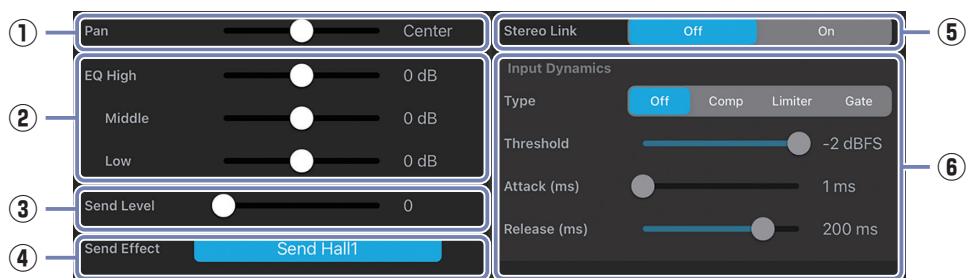 ① Pan Center
② EQ High 0 dB
Middle 0 dB
Low 0 dB
③ Send Level 0
④ Send Effect Send Hall1
⑤ Stereo Link Off On
⑥ Input Dynamics
Type Off Comp Limiter Gate
Threshold -2 dBFS
Attack (ms) 1 ms
Release (ms) 200 ms